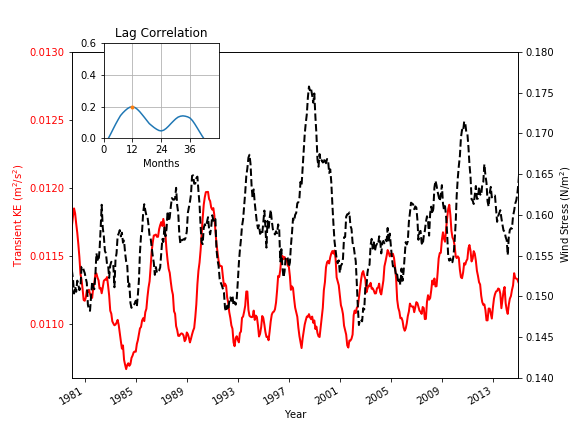 Lag Correlation
0.6
0.4
0.2
0.0
0 12 24 36
Months
0.0130
0.0125
0.0120
0.0115
0.0110
Transient KE (m²/s²)
0.180
0.175
0.170
0.165
0.160
0.155
0.150
0.145
0.140
Wind Stress (N/m²)
1981 1985 1989 1993 1997 2001 2005 2009 2013
Year